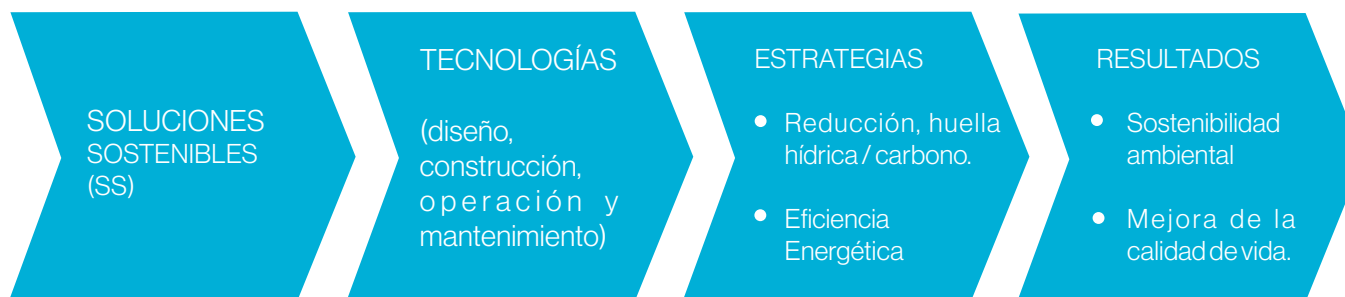 SOLUCIONES
SOSTENIBLES
(SS)
TECNOLOGÍAS
(diseño,
construcción,
operación y
mantenimiento)
ESTRATEGIAS
● Reducción, huella
hídrica / carbono.
● Eficiencia
Energética
RESULTADOS
● Sostenibilidad
ambiental
● Mejora de la
calidad de vida.